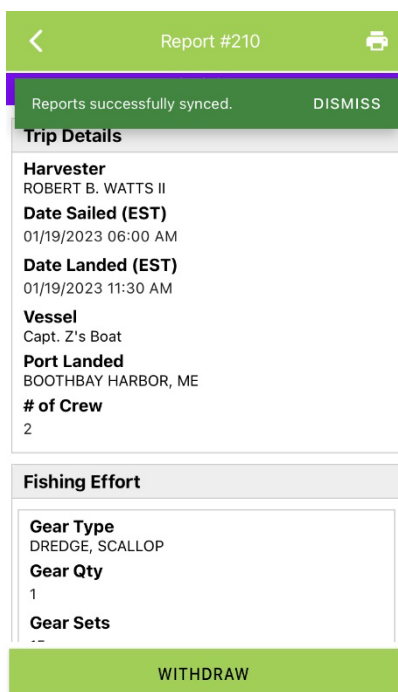 Report #210
Reports successfully synced. DISMISS
Trip Details
Harvester
ROBERT B. WATTS II
Date Sailed (EST)
01/19/2023 06:00 AM
Date Landed (EST)
01/19/2023 11:30 AM
Vessel
Capt. Z's Boat
Port Landed
BOOTHBAY HARBOR, ME
# of Crew
2
Fishing Effort
Gear Type
DREDGE, SCALLOP
Gear Qty
1
Gear Sets
WITHDRAW